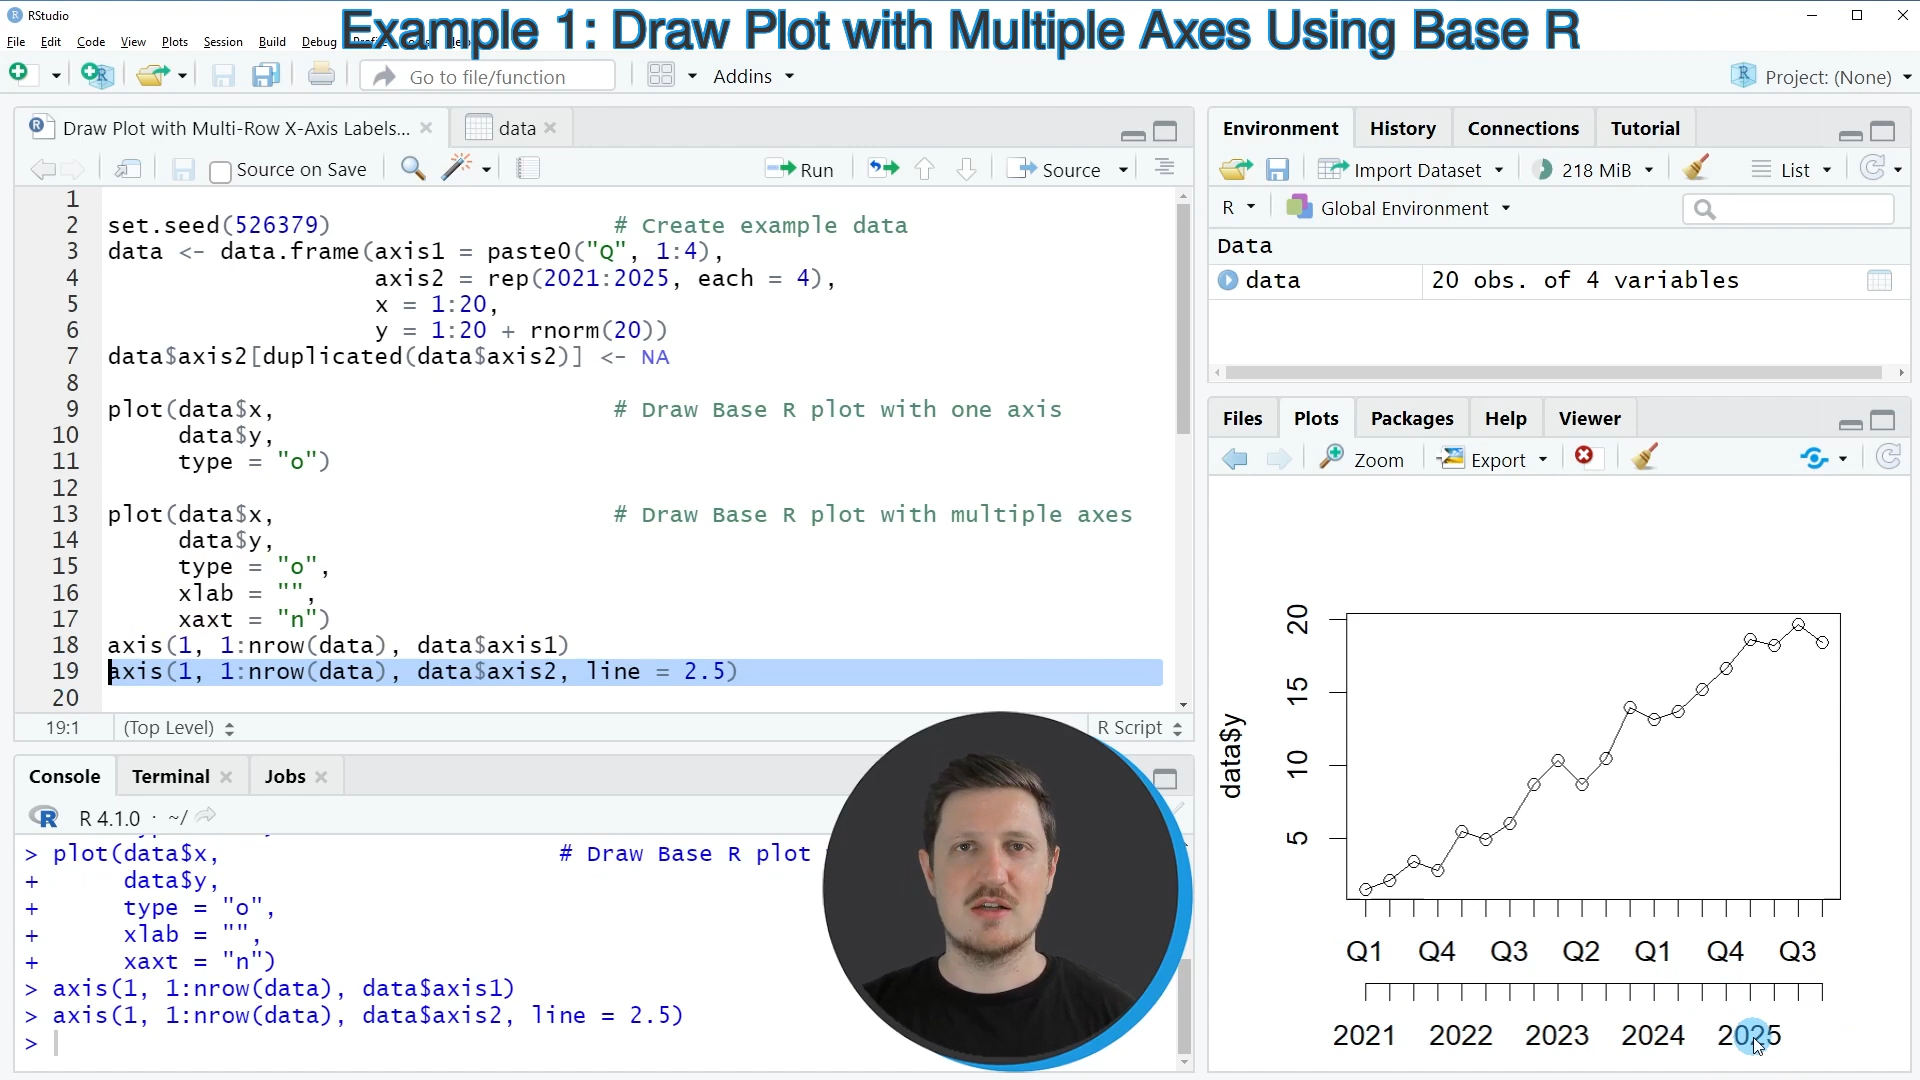 RStudio
Example 1: Draw Plot with Multiple Axes Using Base R
File Edit Code View Plots Session Build Debug
Go to file/function
Addins
Project: (None)
Draw Plot with Multi-Row X-Axis Labels...
data
Source on Save
Run
Source
1
2 set.seed(526379) # Create example data
3 data <- data.frame(axis1 = paste0("Q", 1:4),
4 axis2 = rep(2021:2025, each = 4),
5 x = 1:20,
6 y = 1:20 + rnorm(20))
7 data$axis2[duplicated(data$axis2)] <- NA
8
9 plot(data$x, # Draw Base R plot with one axis
10 data$y,
11 type = "o")
12
13 plot(data$x, # Draw Base R plot with multiple axes
14 data$y,
15 type = "o",
16 xlab = "",
17 xaxt = "n")
18 axis(1, 1:nrow(data), data$axis1)
19 axis(1, 1:nrow(data), data$axis2, line = 2.5)
20
19:1 (Top Level) R Script
Console Terminal Jobs
R 4.1.0 · ~/
> plot(data$x, # Draw Base R plot
+ data$y,
+ type = "o",
+ xlab = "",
+ xaxt = "n")
> axis(1, 1:nrow(data), data$axis1)
> axis(1, 1:nrow(data), data$axis2, line = 2.5)
>
Environment History Connections Tutorial
Import Dataset 218 MiB List
R Global Environment
Data
data 20 obs. of 4 variables
Files Plots Packages Help Viewer
Zoom Export
data$y
20
15
10
5
Q1 Q4 Q3 Q2 Q1 Q4 Q3
2021 2022 2023 2024 2025